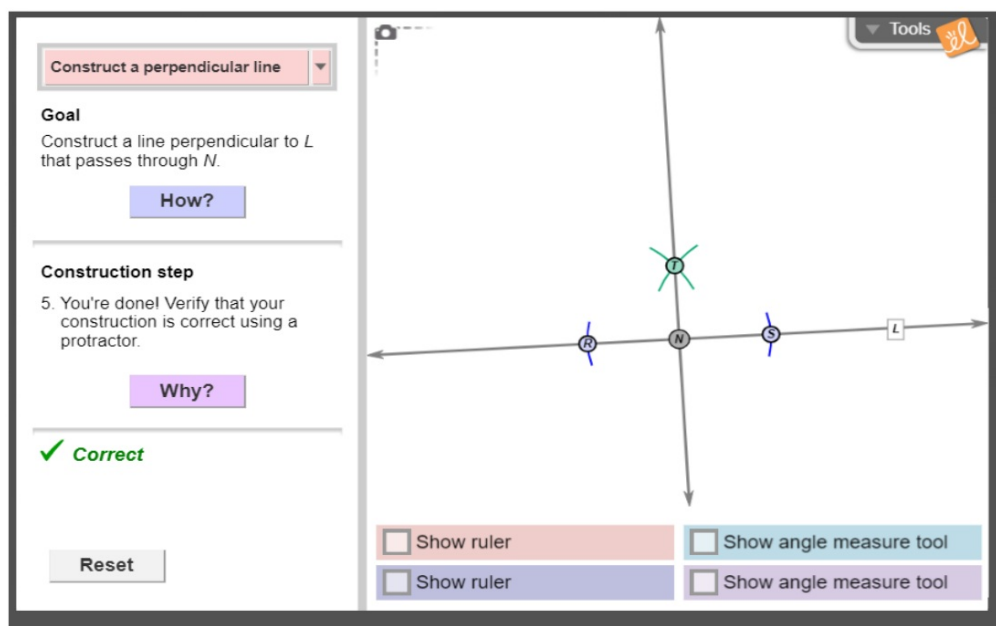 Construct a perpendicular line
Goal
Construct a line perpendicular to L
that passes through N.
How?
Construction step
5. You're done! Verify that your
construction is correct using a
protractor.
Why?
Correct
Reset
Tools
T
R
N
S
L
Show ruler
Show angle measure tool
Show ruler
Show angle measure tool